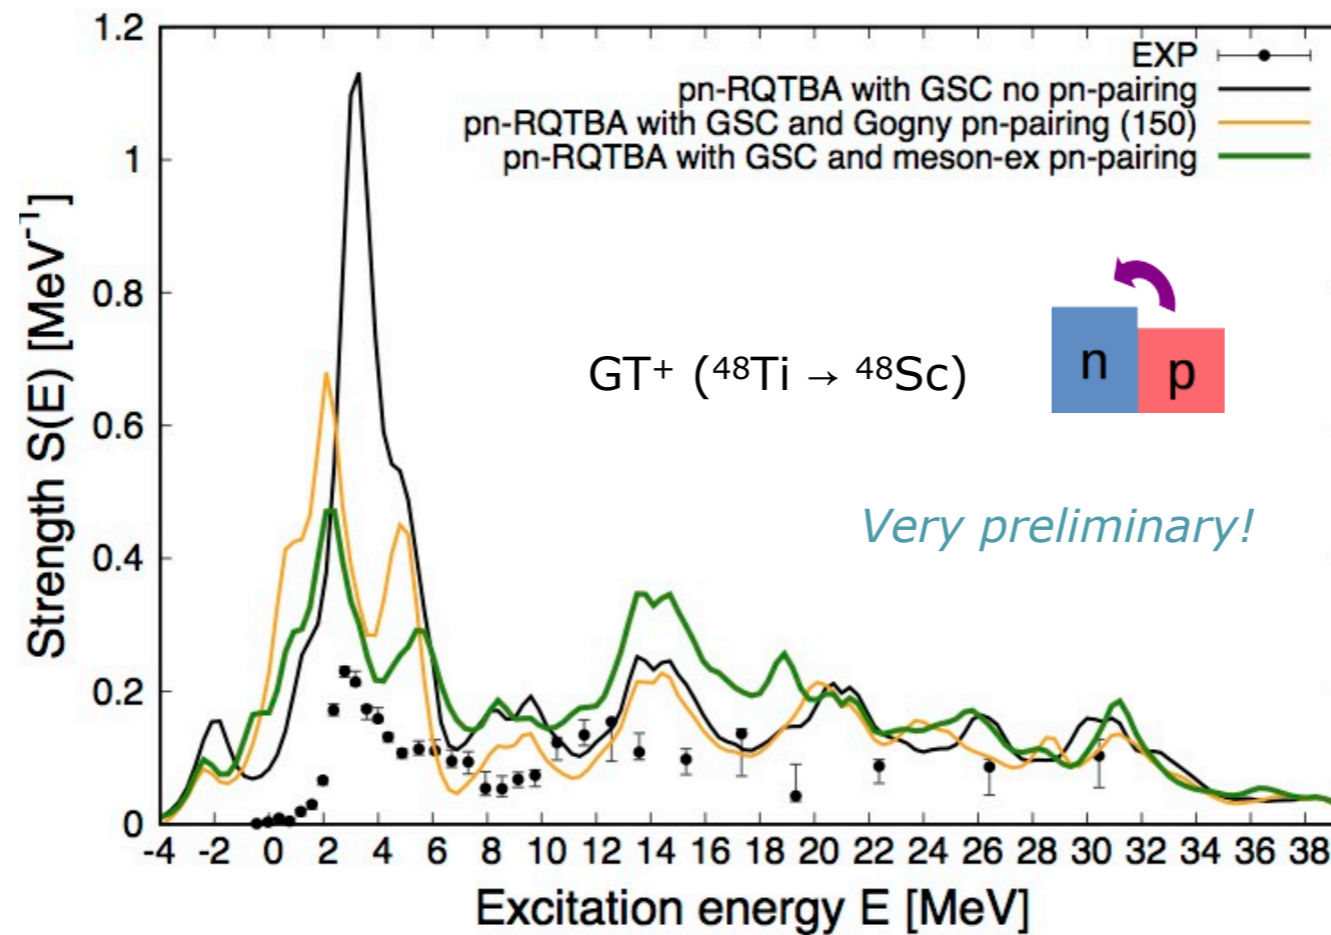 1.2
1
0.8
0.6
0.4
0.2
0
Strength S(E) [MeV⁻¹]
EXP
pn-RQTBA with GSC no pn-pairing
pn-RQTBA with GSC and Gogny pn-pairing (150)
pn-RQTBA with GSC and meson-ex pn-pairing
GT⁺ (⁴⁸Ti → ⁴⁸Sc)
n p
Very preliminary!
-4 -2 0 2 4 6 8 10 12 14 16 18 20 22 24 26 28 30 32 34 36 38
Excitation energy E [MeV]